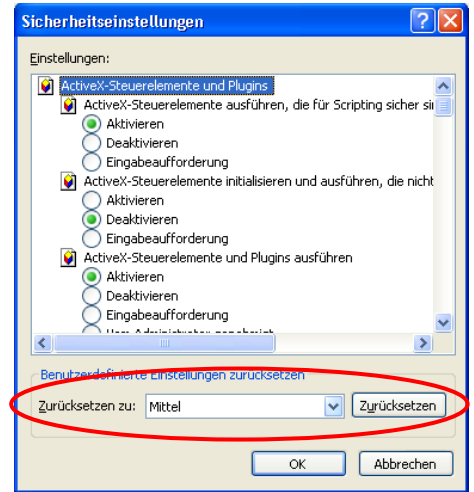 Sicherheitseinstellungen
Einstellungen:
ActiveX-Steuerelemente und Plugins
ActiveX-Steuerelemente ausführen, die für Scripting sicher
Aktivieren
Deaktivieren
Eingabeaufforderung
ActiveX-Steuerelemente initialisieren und ausführen, die nicht
Aktivieren
Deaktivieren
Eingabeaufforderung
ActiveX-Steuerelemente und Plugins ausführen
Aktivieren
Deaktivieren
Eingabeaufforderung
Benutzerdefinierte Einstellungen zurücksetzen
Zurücksetzen zu: Mittel Zurücksetzen
OK Abbrechen